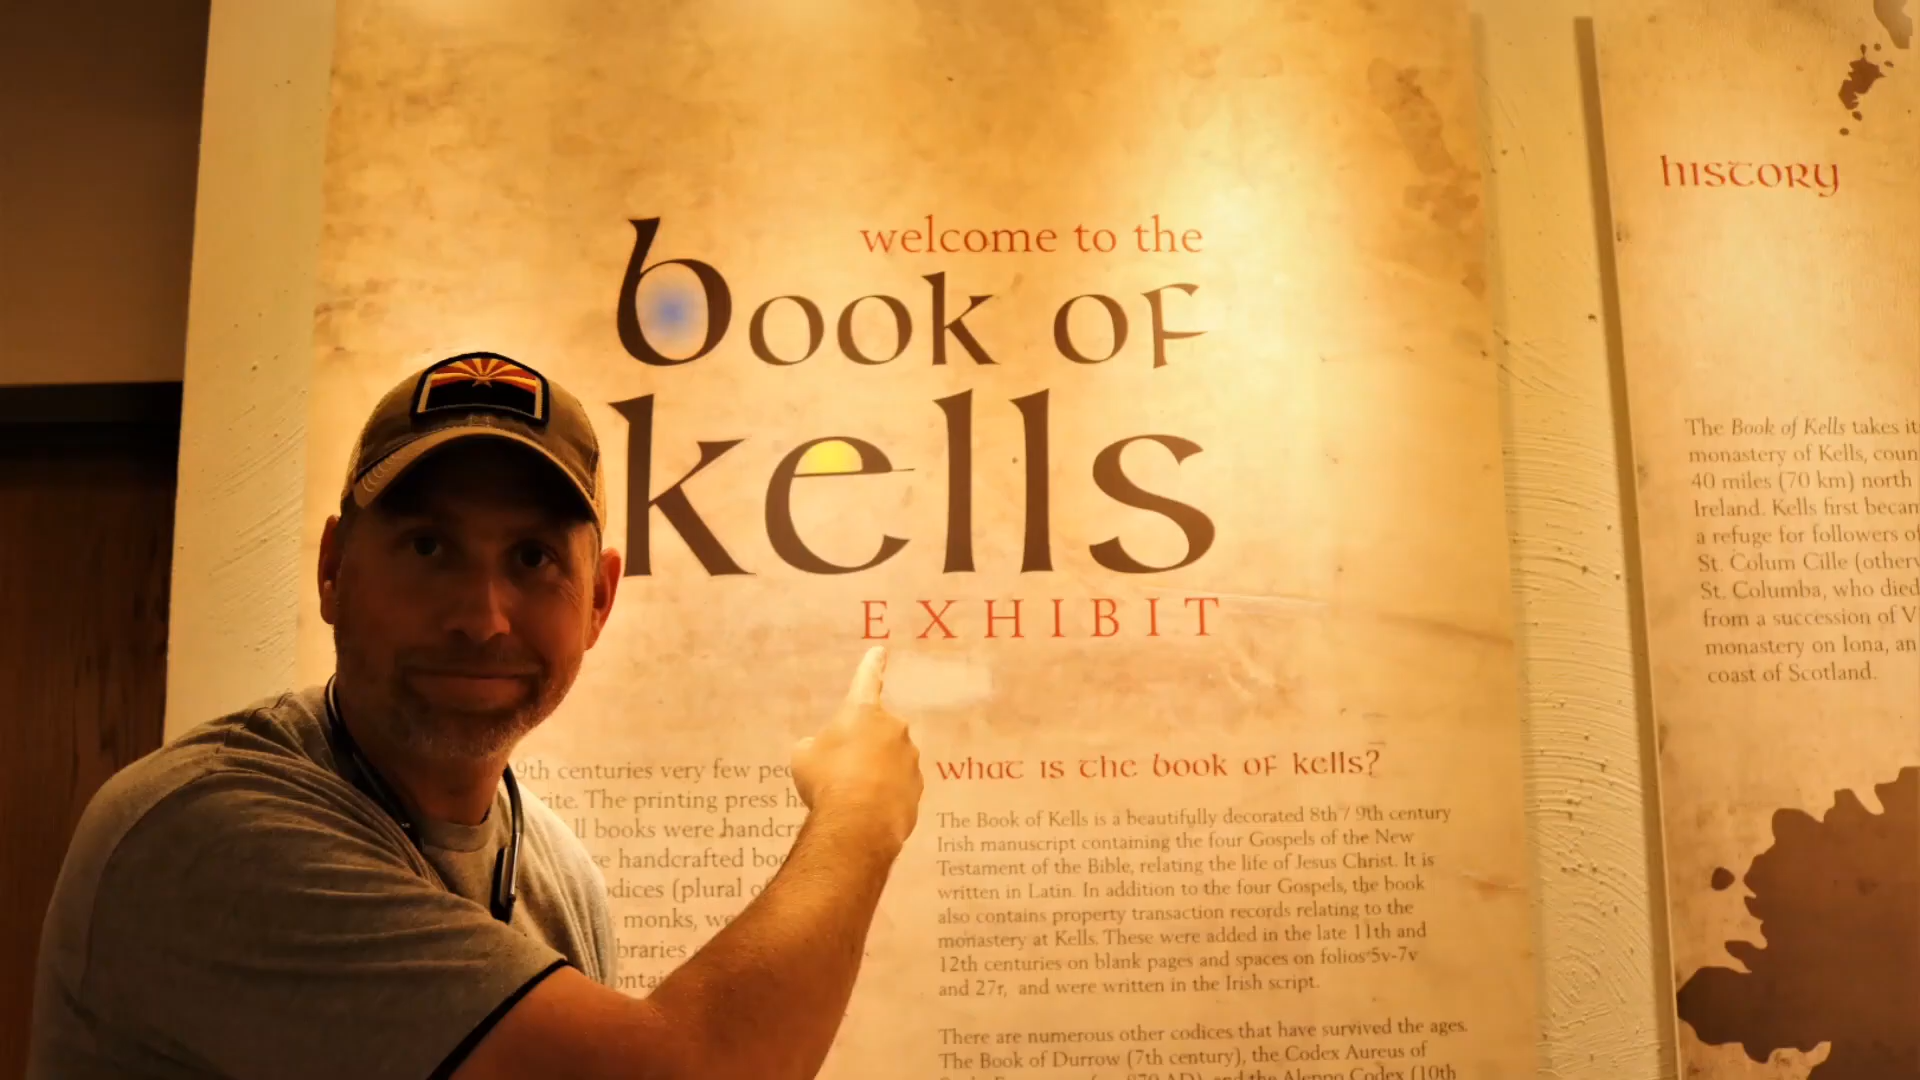 welcome to the
book of
kells
EXHIBIT
9th centuries very few
The printing press
books were
handcrafted
(plural
monks,
what is the book of kells?
The Book of Kells is a beautifully decorated 8th / 9th century
Irish manuscript containing the four Gospels of the New
Testament of the Bible, relating the life of Jesus Christ. It is
written in Latin. In addition to the four Gospels, the book
also contains property transaction records relating to the
monastery at Kells. These were added in the late 11th and
12th centuries on blank pages and spaces on folios 5v-7v
and 27r, and were written in the Irish script.
There are numerous other codices that have survived the ages.
The Book of Durrow (7th century), the Codex Aureus of
and the Aleppo Codex (10th
history
The Book of Kells takes
monastery of Kells,
40 miles (70 km) north
Ireland. Kells first
a refuge for followers
St. Colum Cille
St. Columba, who died
from a succession of
monastery on Iona,
coast of Scotland.